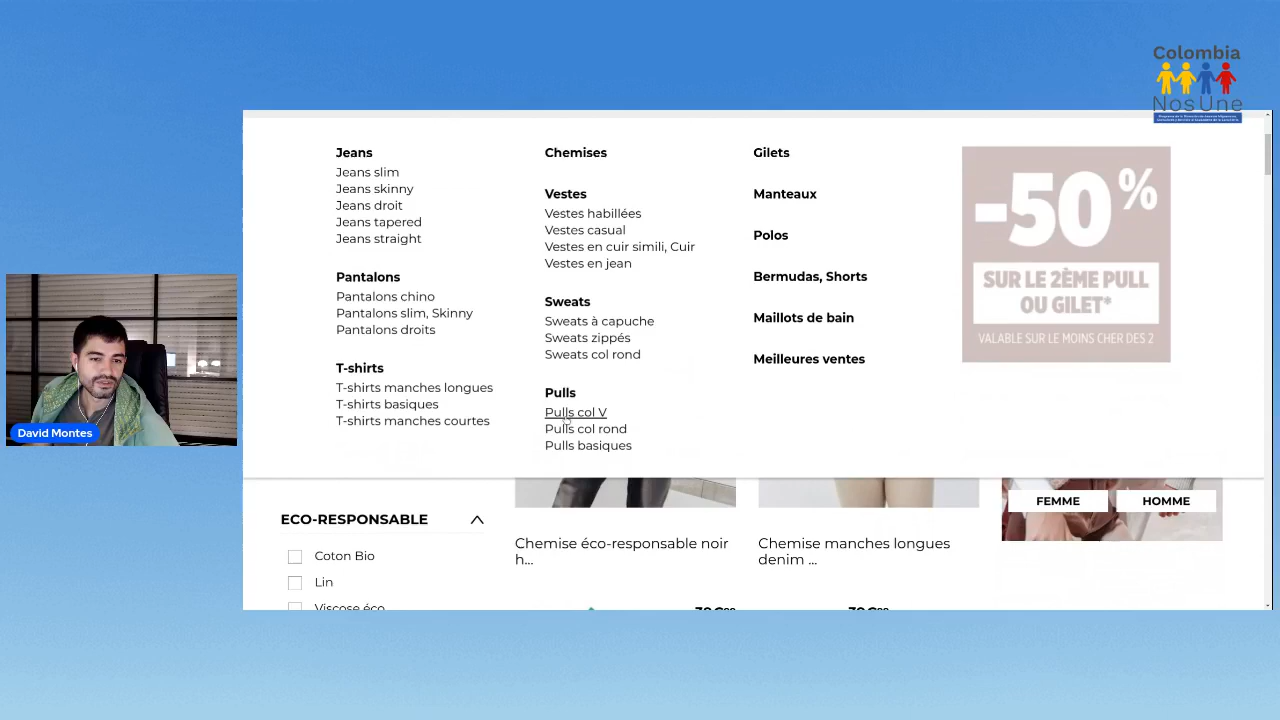 Colombia
NosUne
Jeans
Jeans slim
Jeans skinny
Jeans droit
Jeans tapered
Jeans straight
Pantalons
Pantalons chino
Pantalons slim, Skinny
Pantalons droits
T-shirts
T-shirts manches longues
T-shirts basiques
T-shirts manches courtes
Chemises
Vestes
Vestes habillées
Vestes casual
Vestes en cuir simili, Cuir
Vestes en jean
Sweats
Sweats à capuche
Sweats zippés
Sweats col rond
Pulls
Pulls col V
Pulls col rond
Pulls basiques
Gilets
Manteaux
Polos
Bermudas, Shorts
Maillots de bain
Meilleures ventes
-50%
SUR LE 2ÈME PULL
OU GILET*
VALABLE SUR LE MOINS CHER DES 2
David Montes
FEMME HOMME
ECO-RESPONSABLE
Coton Bio
Lin
Viscose éco
Chemise éco-responsable noir
h...
Chemise manches longues
denim ...